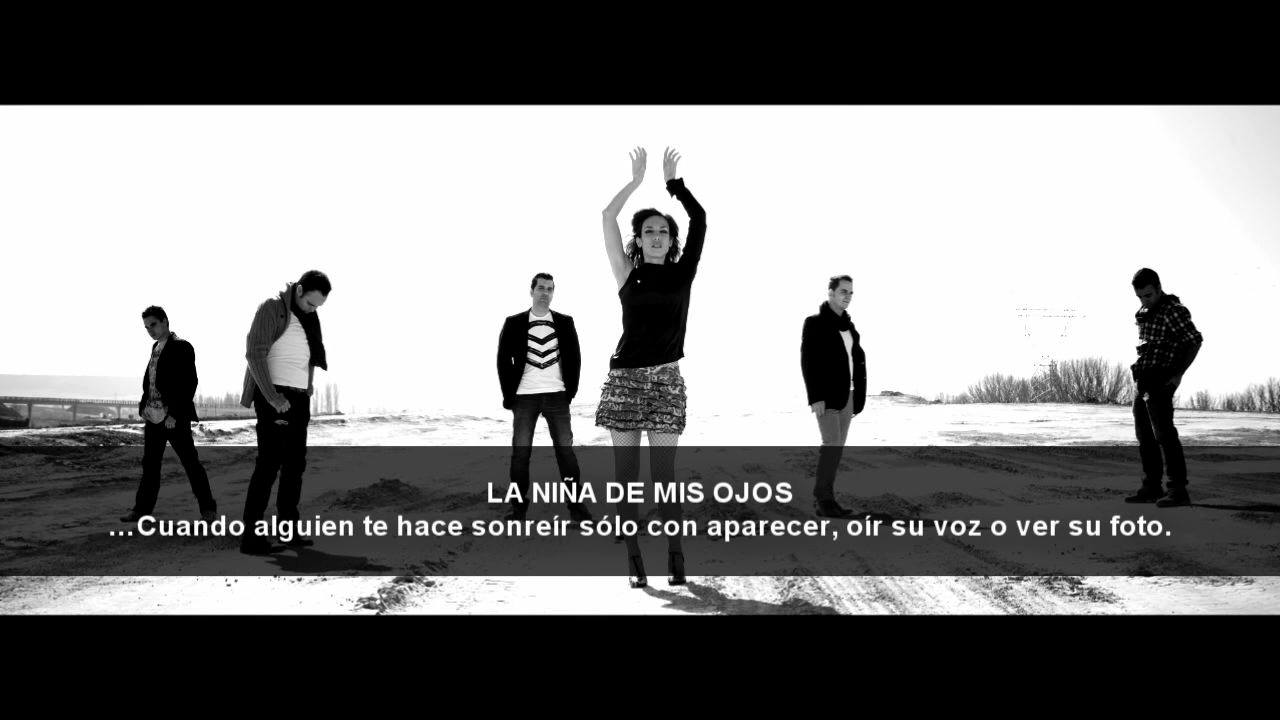 LA NIÑA DE MIS OJOS
...Cuando alguien te hace sonreír sólo con aparecer, oír su voz o ver su foto.